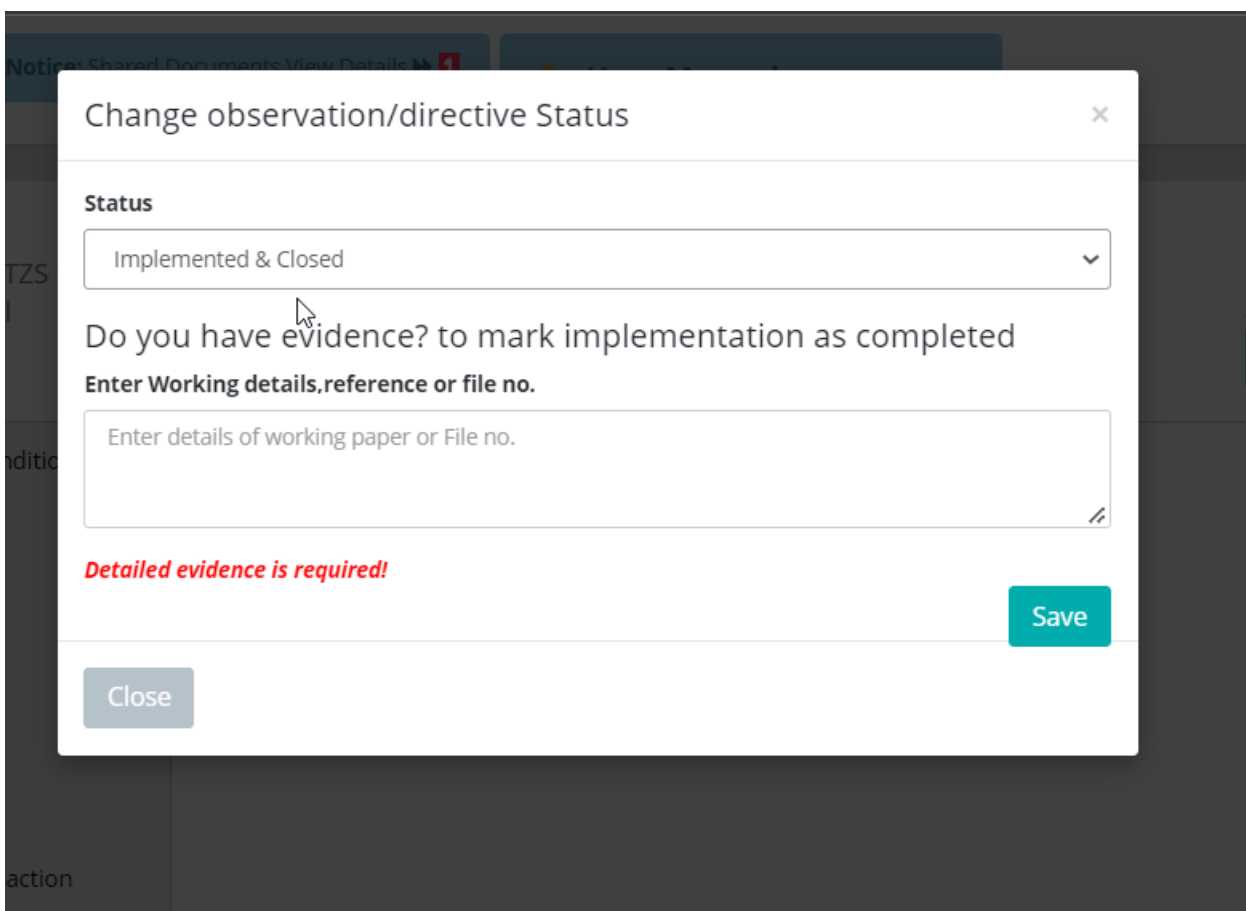 Notice: Shared Documents View Details 1
Change observation/directive Status
×
Status
TZS
Implemented & Closed
Do you have evidence? to mark implementation as completed
Enter Working details,reference or file no.
Enter details of working paper or File no.
Detailed evidence is required!
Save
Close
action